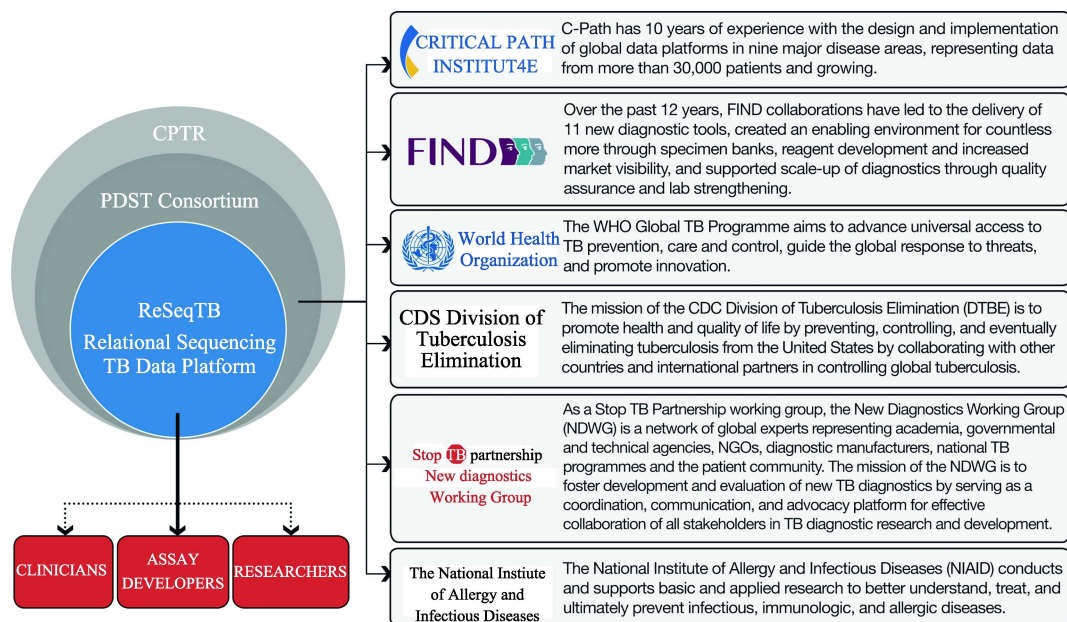 CPTR
PDST Consortium
ReSeqTB
Relational Sequencing
TB Data Platform
CLINICIANS
ASSAY
DEVELOPERS
RESEARCHERS
CRITICAL PATH
INSTITUT4E
C-Path has 10 years of experience with the design and implementation
of global data platforms in nine major disease areas, representing data
from more than 30,000 patients and growing.
FIND
Over the past 12 years, FIND collaborations have led to the delivery of
11 new diagnostic tools, created an enabling environment for countless
more through specimen banks, reagent development and increased
market visibility, and supported scale-up of diagnostics through quality
assurance and lab strengthening.
World Health
Organization
The WHO Global TB Programme aims to advance universal access to
TB prevention, care and control, guide the global response to threats,
and promote innovation.
CDS Division of
Tuberculosis
Elimination
The mission of the CDC Division of Tuberculosis Elimination (DTBE) is to
promote health and quality of life by preventing, controlling, and eventually
eliminating tuberculosis from the United States by collaborating with other
countries and international partners in controlling global tuberculosis.
Stop TB partnership
New diagnostics
Working Group
As a Stop TB Partnership working group, the New Diagnostics Working Group
(NDWG) is a network of global experts representing academia, governmental
and technical agencies, NGOs, diagnostic manufacturers, national TB
programmes and the patient community. The mission of the NDWG is to
foster development and evaluation of new TB diagnostics by serving as a
coordination, communication, and advocacy platform for effective
collaboration of all stakeholders in TB diagnostic research and development.
The National Instiute
of Allergy and
Infectious Diseases
The National Institute of Allergy and Infectious Diseases (NIAID) conducts
and supports basic and applied research to better understand, treat, and
ultimately prevent infectious, immunologic, and allergic diseases.